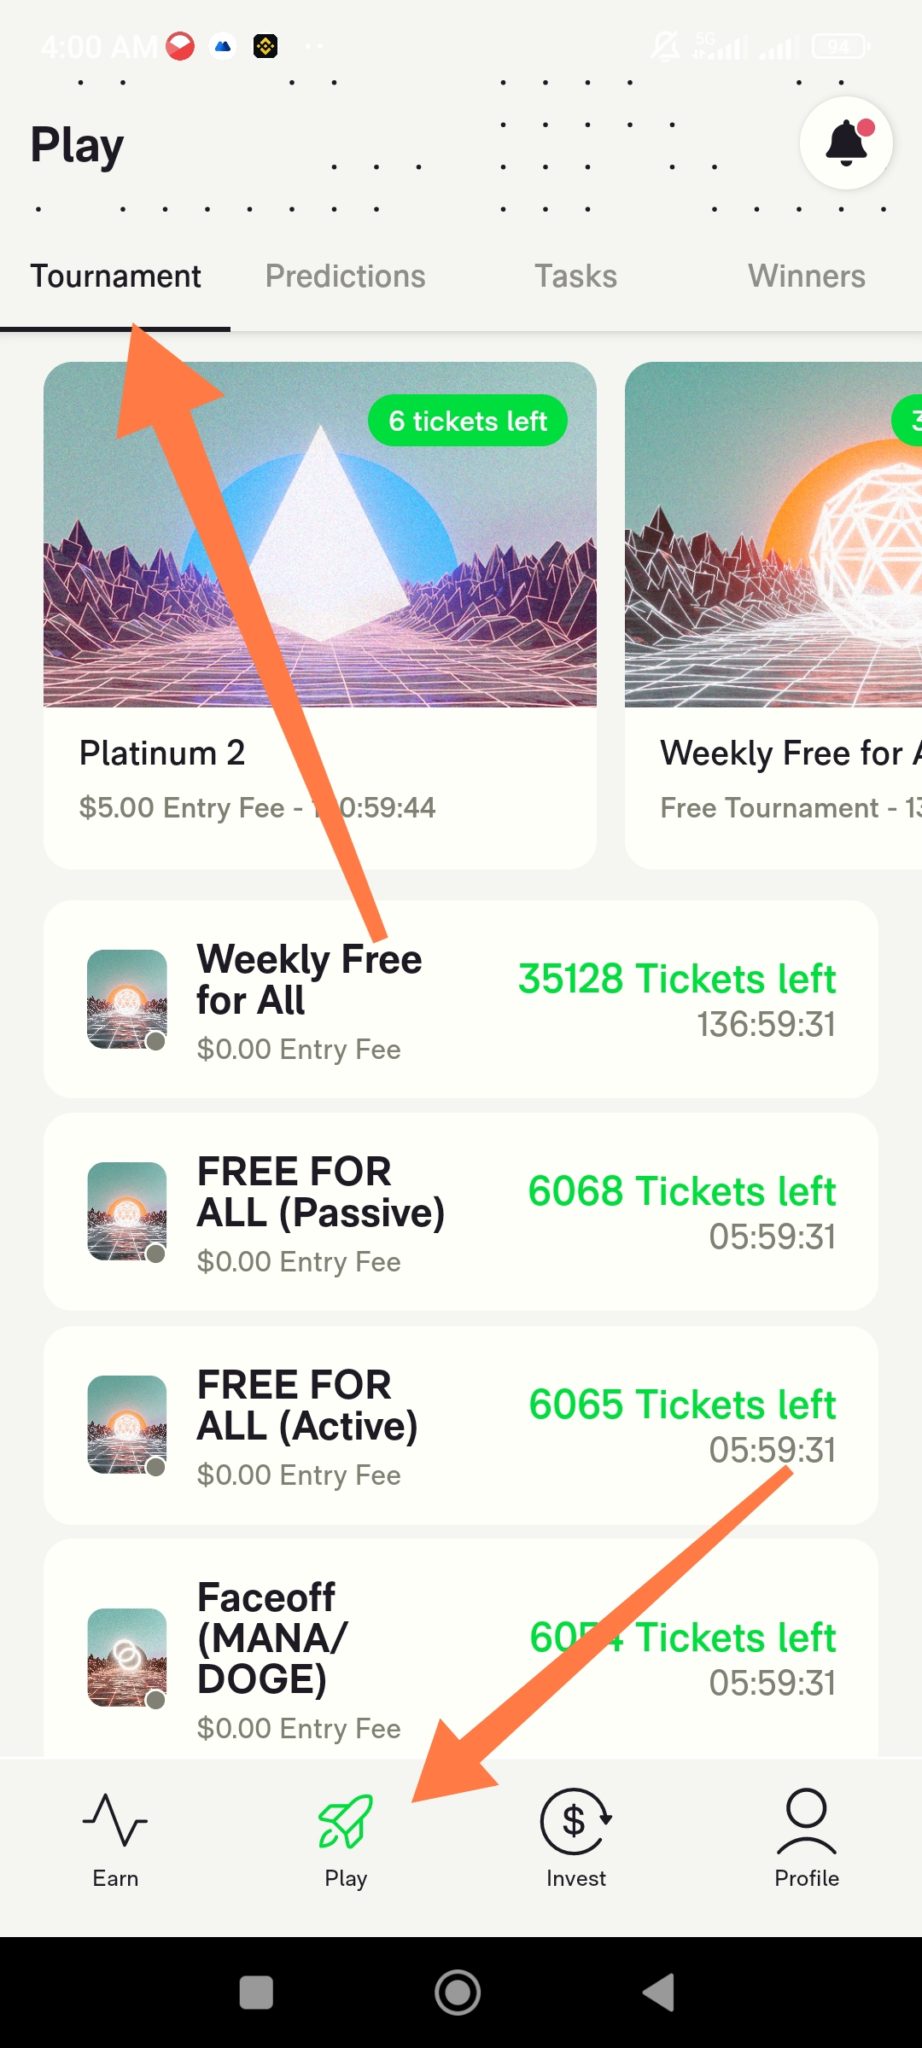 4:00 AM
5G
94
Play
Tournament Predictions Tasks Winners
6 tickets left
3
Platinum 2
$5.00 Entry Fee - 0:59:44
Weekly Free for A
Free Tournament - 13
Weekly Free
for All
$0.00 Entry Fee
35128 Tickets left
136:59:31
FREE FOR
ALL (Passive)
$0.00 Entry Fee
6068 Tickets left
05:59:31
FREE FOR
ALL (Active)
$0.00 Entry Fee
6065 Tickets left
05:59:31
Faceoff
(MANA/
DOGE)
$0.00 Entry Fee
Tickets left
05:59:31
Earn Play Invest Profile
$